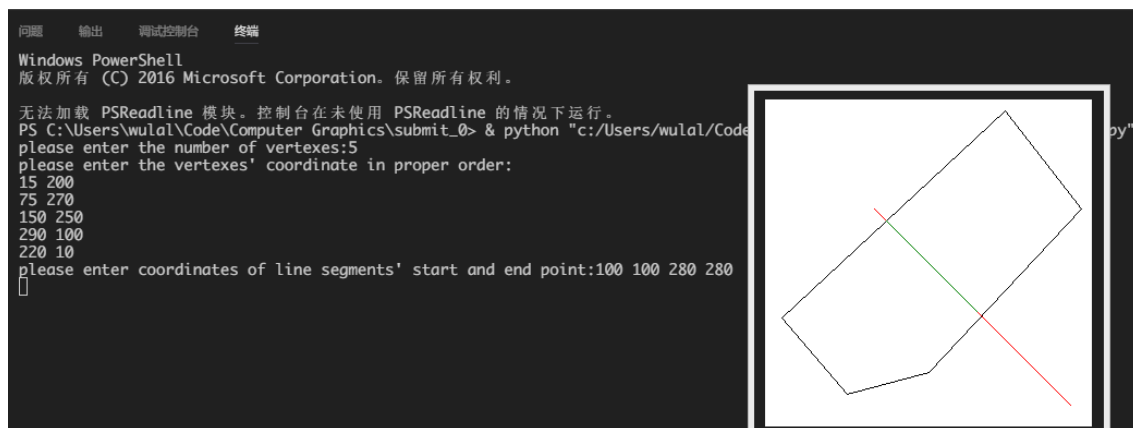 问题 输出 调试控制台 终端
Windows PowerShell
版权所有 (C) 2016 Microsoft Corporation。保留所有权利。
无法加载 PSReadline 模块。控制台在未使用 PSReadline 的情况下运行。
PS C:\Users\wulal\Code\Computer Graphics\submit_0> & python "c:/Users/wulal/Code py"
please enter the number of vertexes:5
please enter the vertexes' coordinate in proper order:
15 200
75 270
150 250
290 100
220 10
please enter coordinates of line segments' start and end point:100 100 280 280